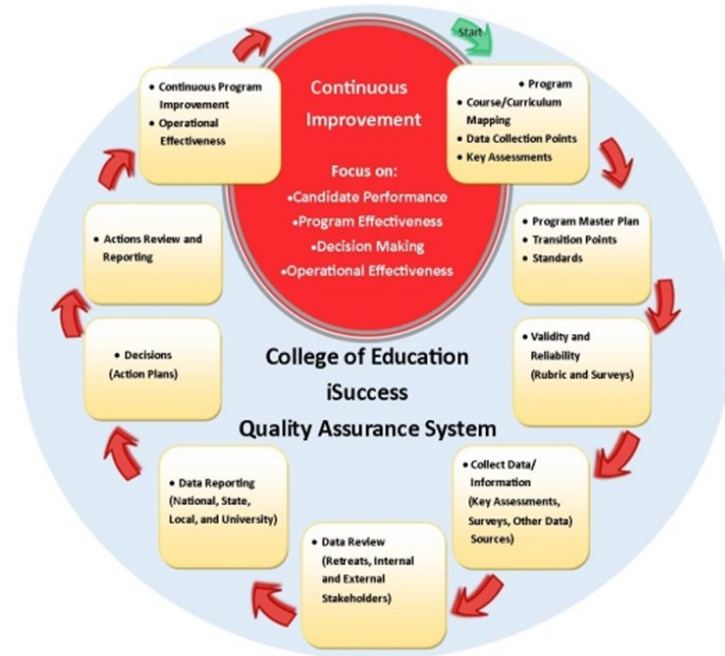 Start
Continuous
Improvement
Focus on:
•Candidate Performance
•Program Effectiveness
•Decision Making
•Operational Effectiveness
• Program
• Course/Curriculum
Mapping
• Data Collection Points
• Key Assessments
• Program Master Plan
• Transition Points
• Standards
• Validity and
Reliability
(Rubric and Surveys)
• Collect Data/
Information
(Key Assessments,
Surveys, Other Data)
Sources)
• Data Review
(Retreats, Internal
and External
Stakeholders)
• Data Reporting
(National, State,
Local, and University)
• Decisions
(Action Plans)
• Actions Review and
Reporting
• Continuous Program
Improvement
• Operational
Effectiveness
College of Education
iSuccess
Quality Assurance System